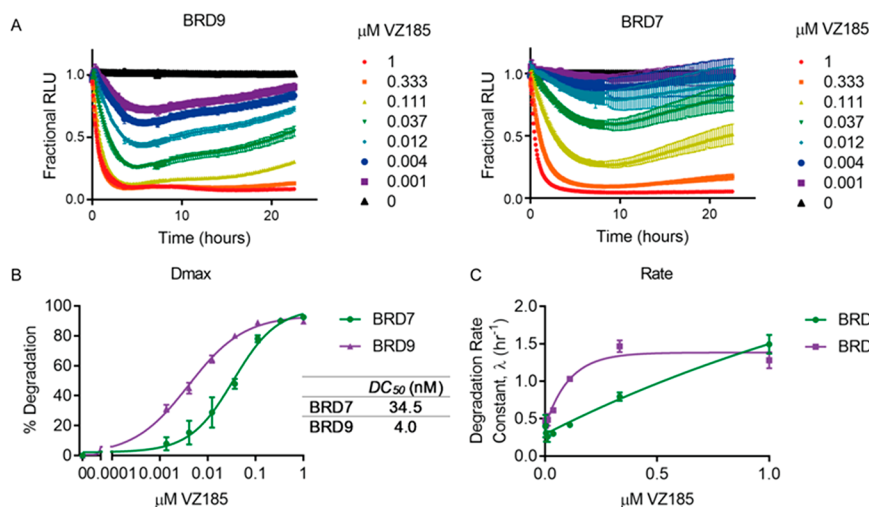 A
BRD9
μM VZ185
Fractional RLU
1.0
0.5
0.0
0
10
20
Time (hours)
1
0.333
0.111
0.037
0.012
0.004
0.001
0
BRD7
μM VZ185
Fractional RLU
1.0
0.5
0.0
0
10
20
Time (hours)
1
0.333
0.111
0.037
0.012
0.004
0.001
0
B
Dmax
% Degradation
100
80
60
40
20
0
00.0001
0.001
0.01
0.1
1
μM VZ185
BRD7
BRD9
DC50 (nM)
BRD7 34.5
BRD9 4.0
C
Rate
Degradation Rate
Constant, λ (hr-1)
2.0
1.5
1.0
0.5
0.0
0.0
0.5
1.0
μM VZ185
BRD
BRD